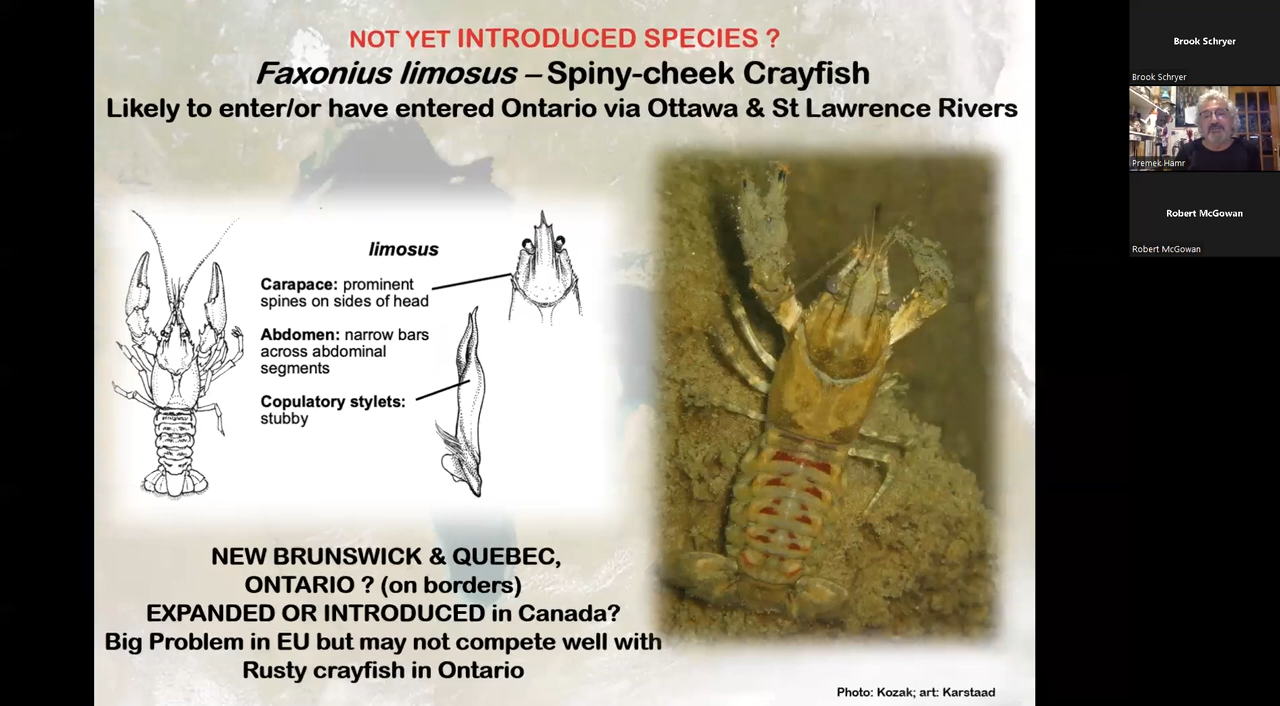 NOT YET INTRODUCED SPECIES ?
Faxonius limosus – Spiny-cheek Crayfish
Likely to enter/or have entered Ontario via Ottawa & St Lawrence Rivers
limosus
Carapace: prominent
spines on sides of head
Abdomen: narrow bars
across abdominal
segments
Copulatory stylets:
stubby
NEW BRUNSWICK & QUEBEC,
ONTARIO ? (on borders)
EXPANDED OR INTRODUCED in Canada?
Big Problem in EU but may not compete well with
Rusty crayfish in Ontario
Photo: Kozak; art: Karstaad
Brook Schryer
Brook Schryer
Premek Hamr
Robert McGowan
Robert McGowan